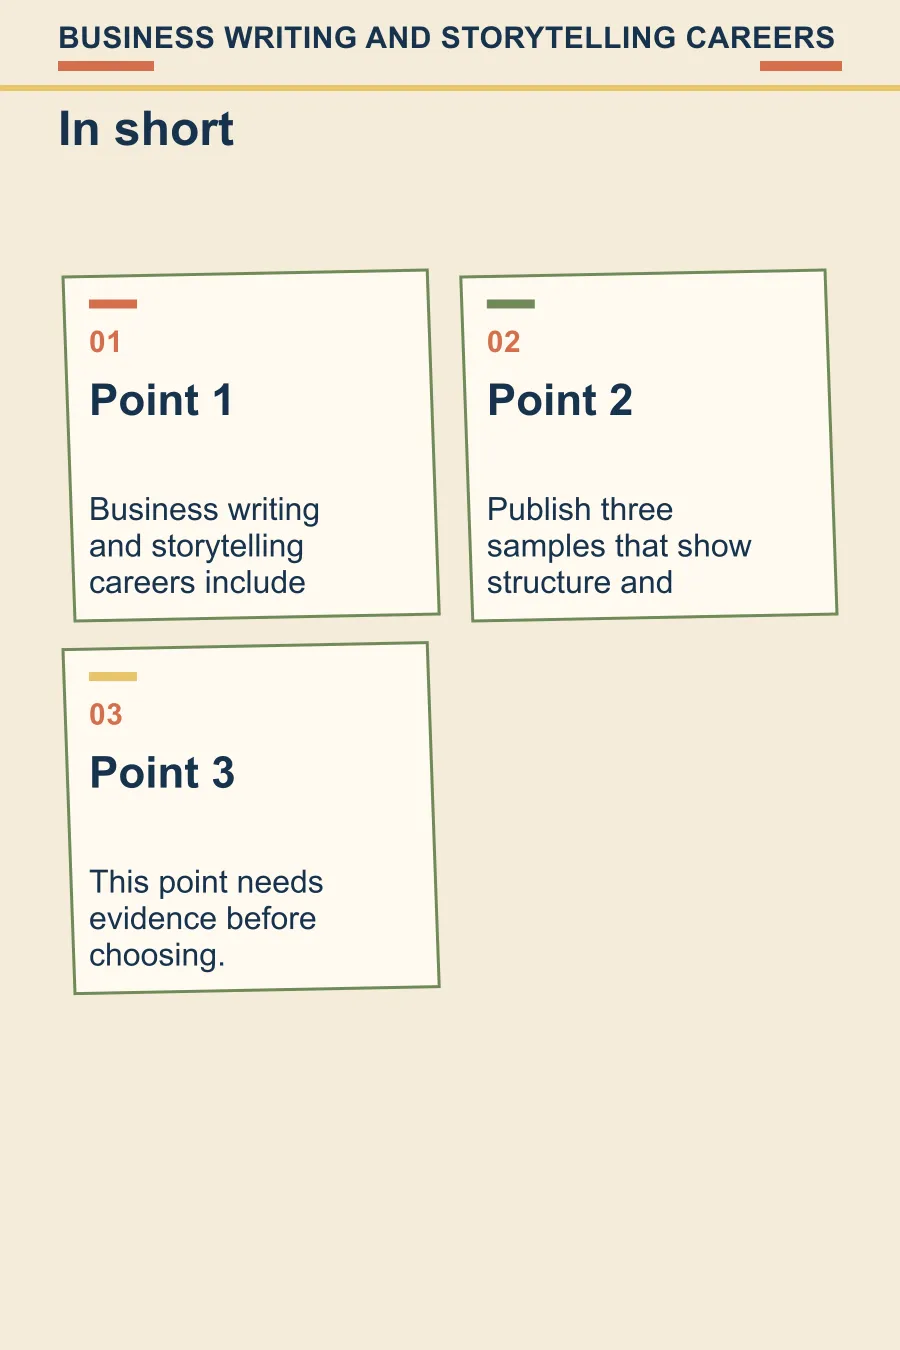 BUSINESS WRITING AND STORYTELLING CAREERS
In short
01
Point 1
Business writing
and storytelling
careers include
02
Point 2
Publish three
samples that show
structure and
03
Point 3
This point needs
evidence before
choosing.